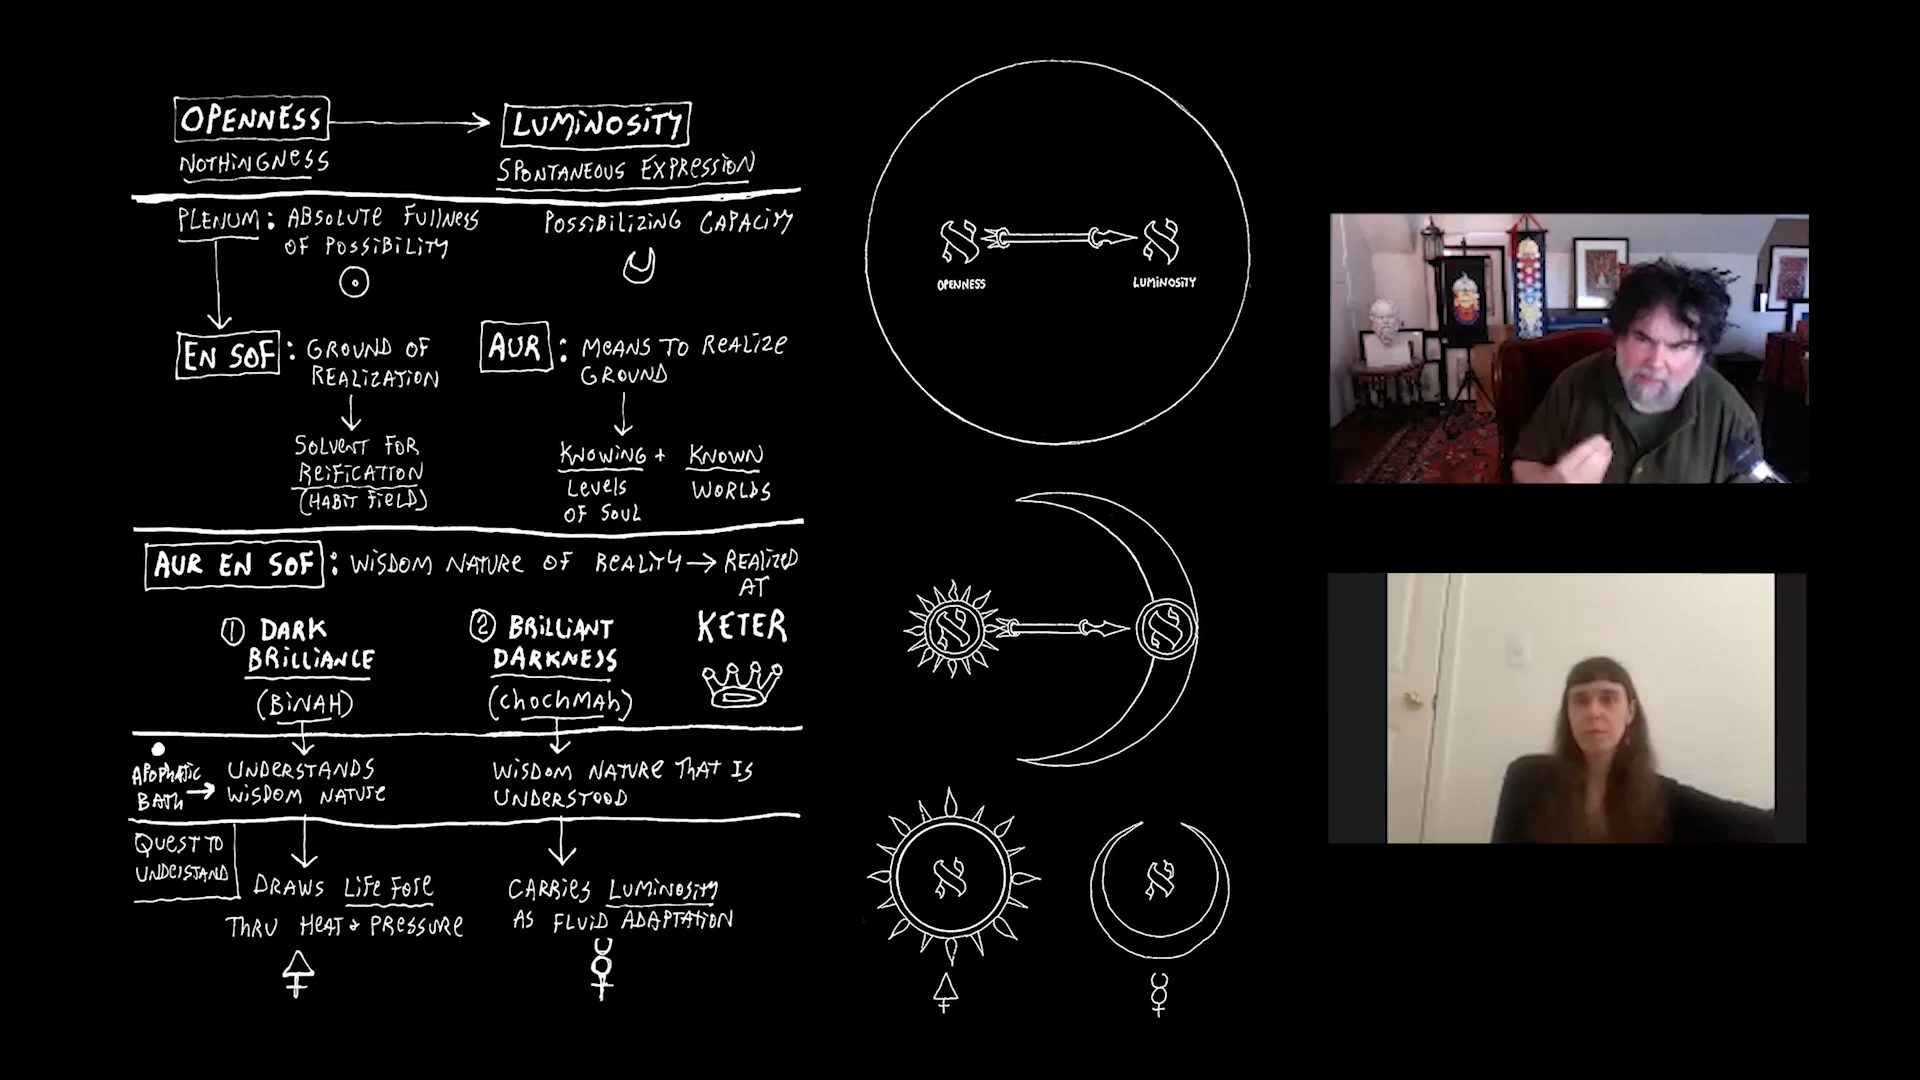 OPENNESS
NOTHINGNESS
LUMINOSITY
SPONTANEOUS EXPRESSION
PLENUM: ABSOLUTE FULLNESS
OF POSSIBILITY
POSSIBILIZING CAPACITY
EN SOF: GROUND OF
REALIZATION
AUR: MEANS TO REALIZE
GROUND
SOLVENT FOR
REIFICATION
(HABIT FIELD)
KNOWING + KNOWN
LEVELS
OF SOUL
WORLDS
AUR EN SOF: WISDOM NATURE OF REALITY → REALIZED
AT
KETER
① DARK
BRILLIANCE
(BINAH)
② BRILLIANT
DARKNESS
(CHOCHMAH)
APOPHATIC
BATH →
UNDERSTANDS
WISDOM NATURE
WISDOM NATURE THAT IS
UNDERSTOOD
QUEST TO
UNDERSTAND
DRAWS LIFE FORE
THRU HEAT + PRESSURE
CARRIES LUMINOSITY
AS FLUID ADAPTATION
א א
OPENNESS LUMINOSITY
א א
א א